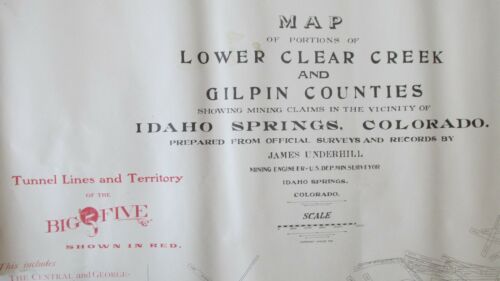 MAP
OF PORTIONS OF
LOWER CLEAR CREEK
AND
GILPIN COUNTIES
SHOWING MINING CLAIMS IN THE VICINITY OF
IDAHO SPRINGS, COLORADO.
PREPARED FROM OFFICIAL SURVEYS AND RECORDS BY
JAMES UNDERHILL
MINING ENGINEER - U.S. DEP. MIN. SURVEYOR
IDAHO SPRINGS,
COLORADO.
SCALE
Tunnel Lines and Territory
OF THE
BIG FIVE
SHOWN IN RED.
This includes
THE CENTRAL and GEORGE-